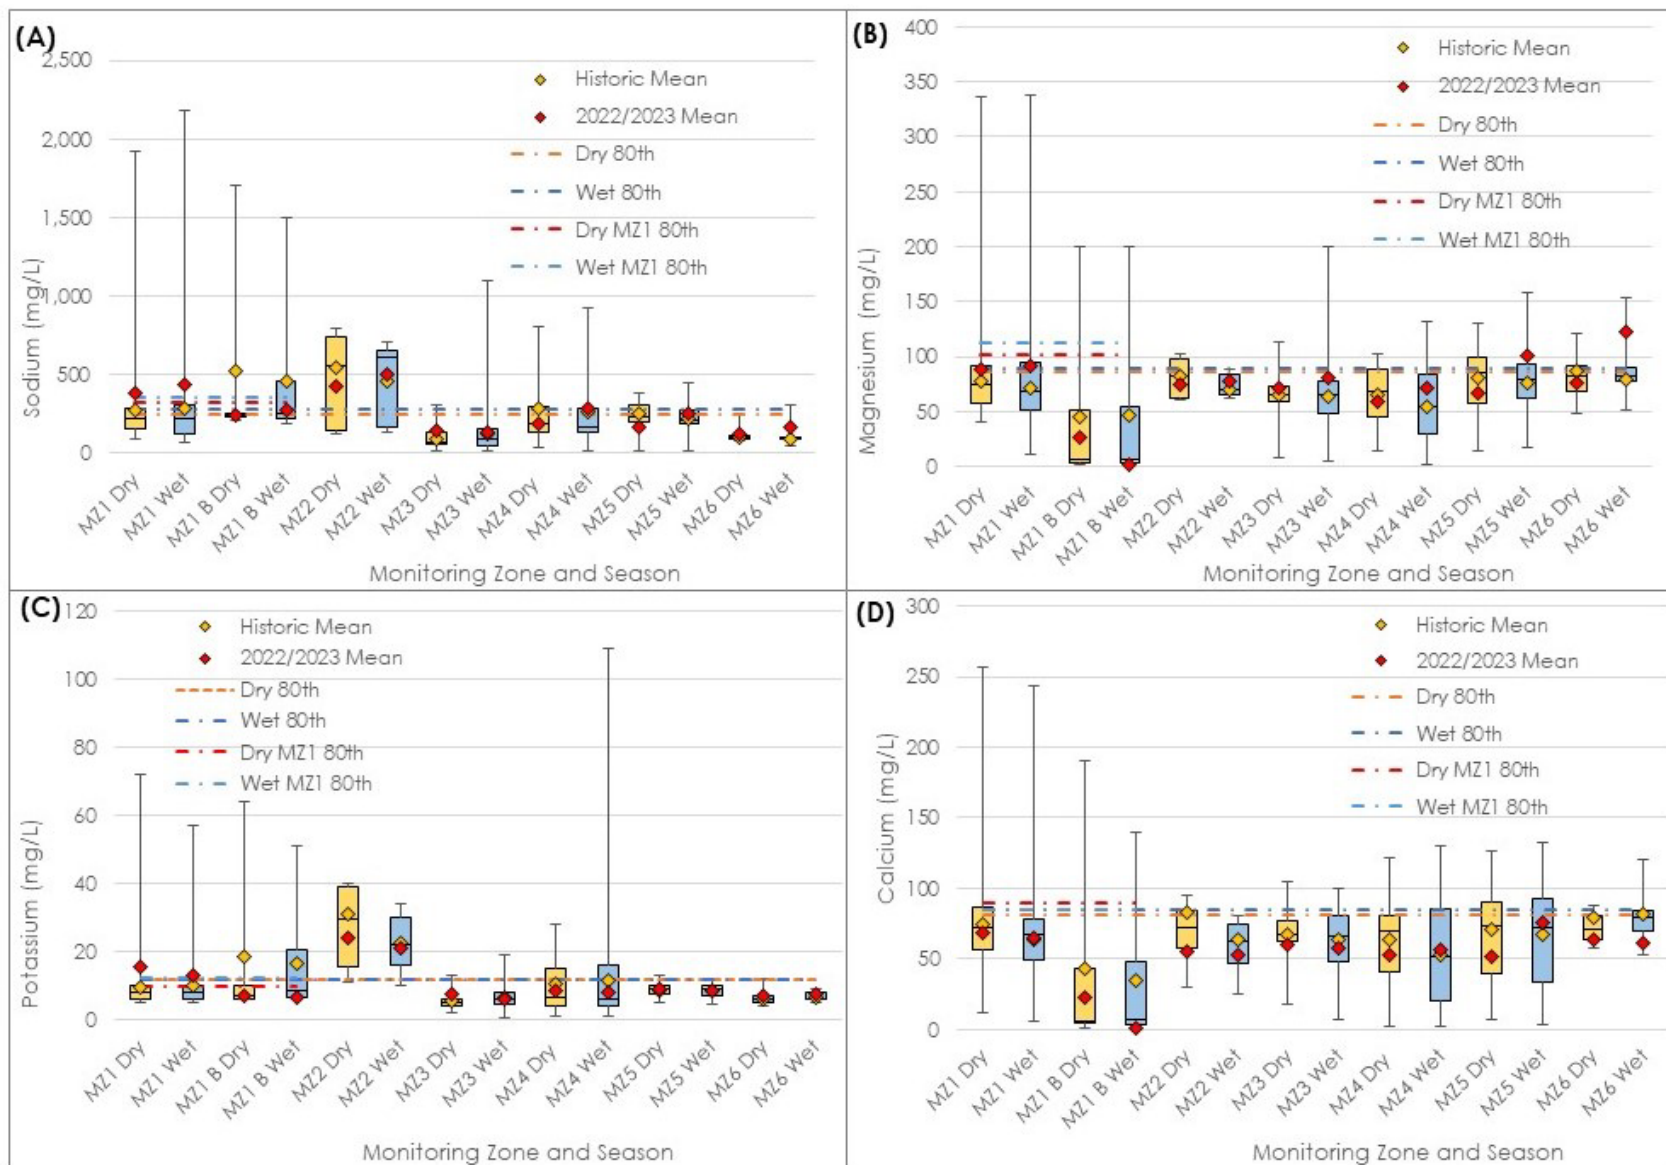 (A)
2,500
2,000
1,500
1,000
500
0
Sodium (mg/L)
Historic Mean
2022/2023 Mean
Dry 80th
Wet 80th
Dry MZ1 80th
Wet MZ1 80th
MZ1 Dry
MZ1 Wet
MZ1 B Dry
MZ1 B Wet
MZ2 Dry
MZ2 Wet
MZ3 Dry
MZ3 Wet
MZ4 Dry
MZ4 Wet
MZ5 Dry
MZ5 Wet
MZ6 Dry
MZ6 Wet
Monitoring Zone and Season
(B)
400
350
300
250
200
150
100
50
0
Magnesium (mg/L)
Historic Mean
2022/2023 Mean
Dry 80th
Wet 80th
Dry MZ1 80th
Wet MZ1 80th
MZ1 Dry
MZ1 Wet
MZ1 B Dry
MZ1 B Wet
MZ2 Dry
MZ2 Wet
MZ3 Dry
MZ3 Wet
MZ4 Dry
MZ4 Wet
MZ5 Dry
MZ5 Wet
MZ6 Dry
MZ6 Wet
Monitoring Zone and Season
(C)
120
100
80
60
40
20
0
Potassium (mg/L)
Historic Mean
2022/2023 Mean
Dry 80th
Wet 80th
Dry MZ1 80th
Wet MZ1 80th
MZ1 Dry
MZ1 Wet
MZ1 B Dry
MZ1 B Wet
MZ2 Dry
MZ2 Wet
MZ3 Dry
MZ3 Wet
MZ4 Dry
MZ4 Wet
MZ5 Dry
MZ5 Wet
MZ6 Dry
MZ6 Wet
Monitoring Zone and Season
(D)
300
250
200
150
100
50
0
Calcium (mg/L)
Historic Mean
2022/2023 Mean
Dry 80th
Wet 80th
Dry MZ1 80th
Wet MZ1 80th
MZ1 Dry
MZ1 Wet
MZ1 B Dry
MZ1 B Wet
MZ2 Dry
MZ2 Wet
MZ3 Dry
MZ3 Wet
MZ4 Dry
MZ4 Wet
MZ5 Dry
MZ5 Wet
MZ6 Dry
MZ6 Wet
Monitoring Zone and Season